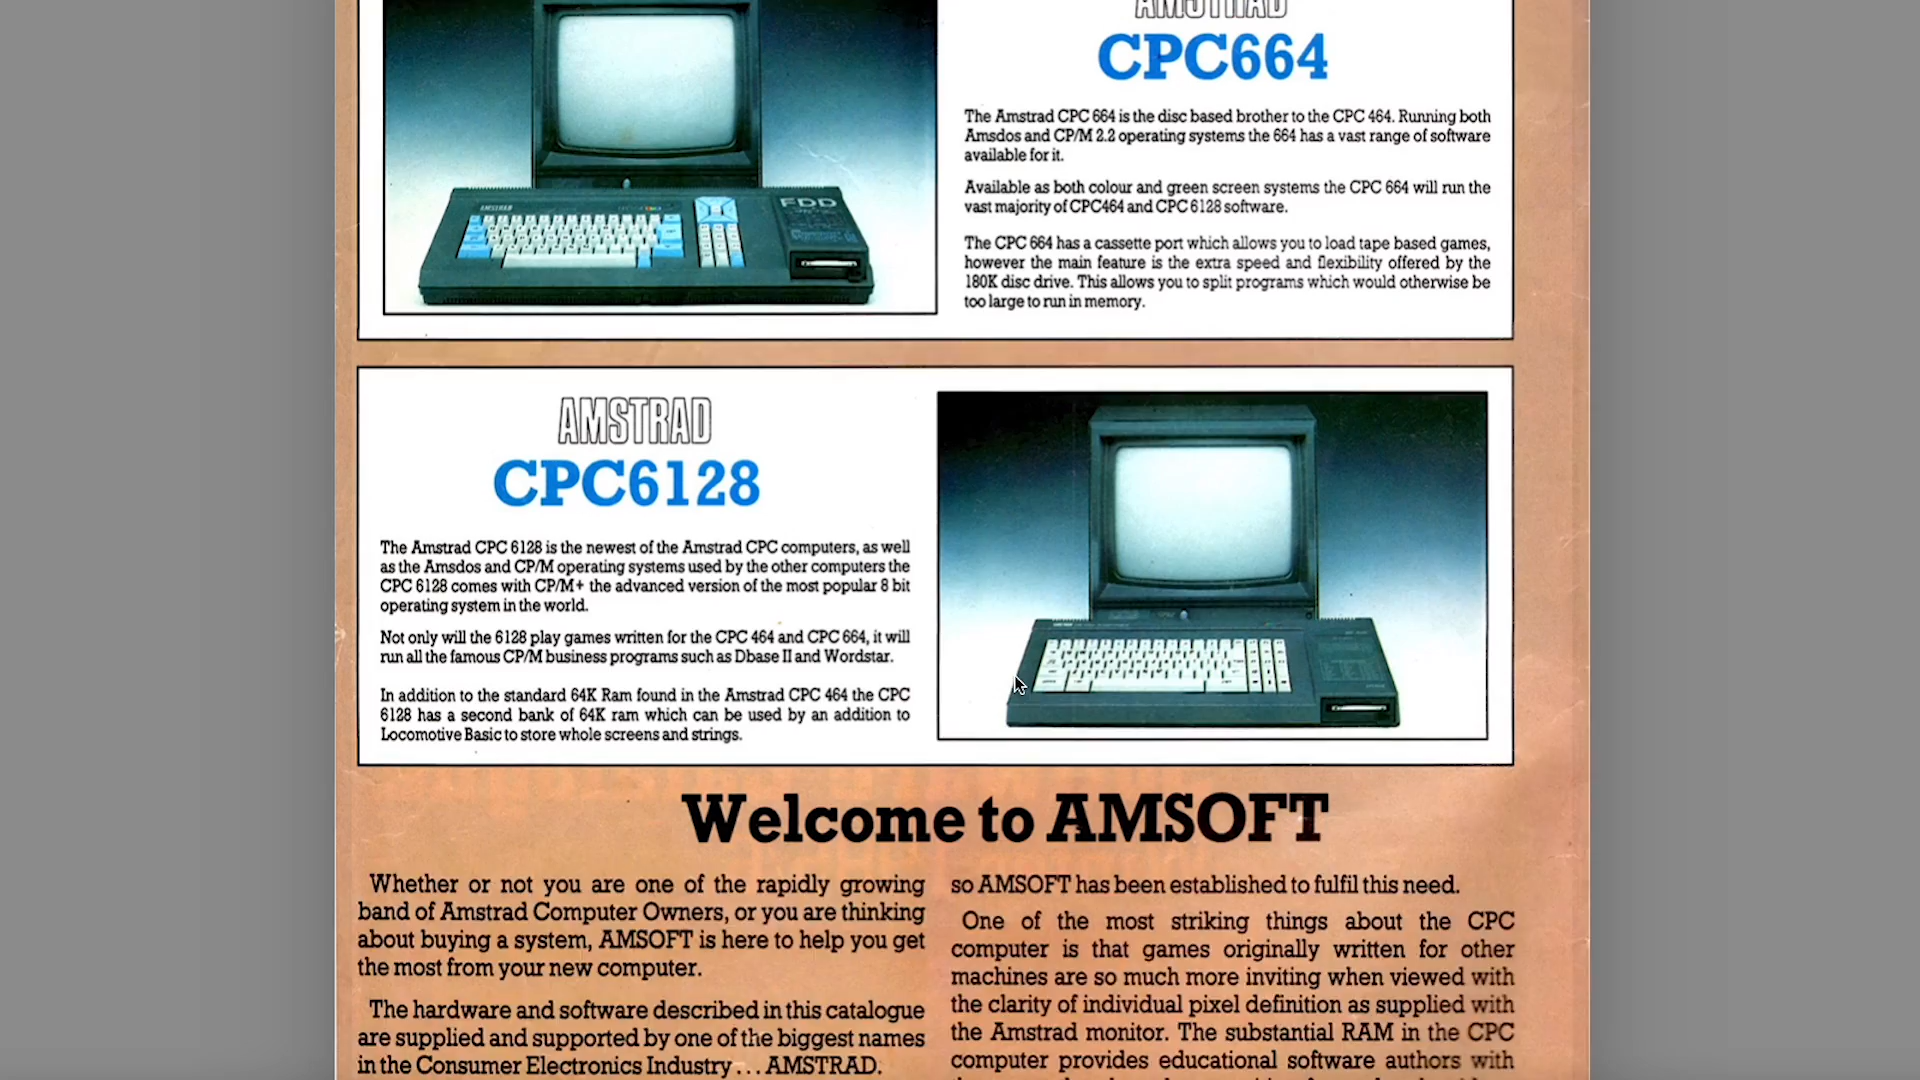 AMSTRAD
CPC664
The Amstrad CPC 664 is the disc based brother to the CPC 464. Running both
Amsdos and CP/M 2.2 operating systems the 664 has a vast range of software
available for it.
Available as both colour and green screen systems the CPC 664 will run the
vast majority of CPC464 and CPC 6128 software.
The CPC 664 has a cassette port which allows you to load tape based games,
however the main feature is the extra speed and flexibility offered by the
180K disc drive. This allows you to split programs which would otherwise be
too large to run in memory.
AMSTRAD
FDD
AMSTRAD
CPC6128
The Amstrad CPC 6128 is the newest of the Amstrad CPC computers, as well
as the Amsdos and CP/M operating systems used by the other computers the
CPC 6128 comes with CP/M+ the advanced version of the most popular 8 bit
operating system in the world.
Not only will the 6128 play games written for the CPC 464 and CPC 664, it will
run all the famous CP/M business programs such as Dbase II and Wordstar.
In addition to the standard 64K Ram found in the Amstrad CPC 464 the CPC
6128 has a second bank of 64K ram which can be used by an addition to
Locomotive Basic to store whole screens and strings.
Welcome to AMSOFT
Whether or not you are one of the rapidly growing
band of Amstrad Computer Owners, or you are thinking
about buying a system, AMSOFT is here to help you get
the most from your new computer.
The hardware and software described in this catalogue
are supplied and supported by one of the biggest names
in the Consumer Electronics Industry . . . AMSTRAD.
so AMSOFT has been established to fulfil this need.
One of the most striking things about the CPC
computer is that games originally written for other
machines are so much more inviting when viewed with
the clarity of individual pixel definition as supplied with
the Amstrad monitor. The substantial RAM in the CPC
computer provides educational software authors with